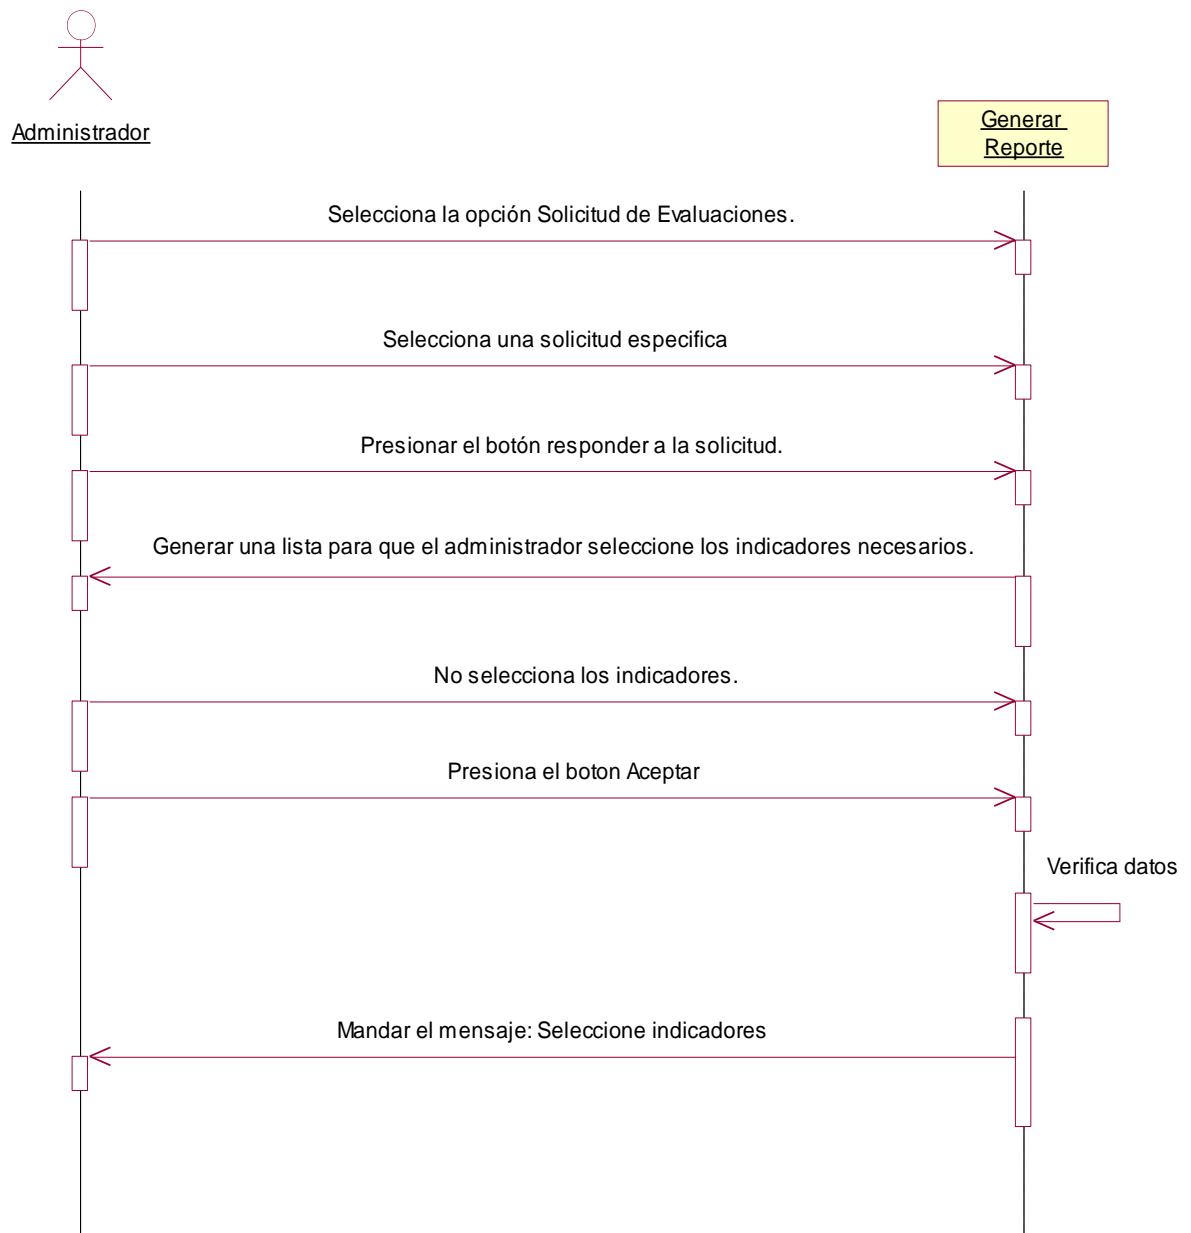 Administrador
Generar
Reporte
Selecciona la opción Solicitud de Evaluaciones.
Selecciona una solicitud especifica
Presionar el botón responder a la solicitud.
Generar una lista para que el administrador seleccione los indicadores necesarios.
No selecciona los indicadores.
Presiona el boton Aceptar
Verifica datos
Mandar el mensaje: Seleccione indicadores